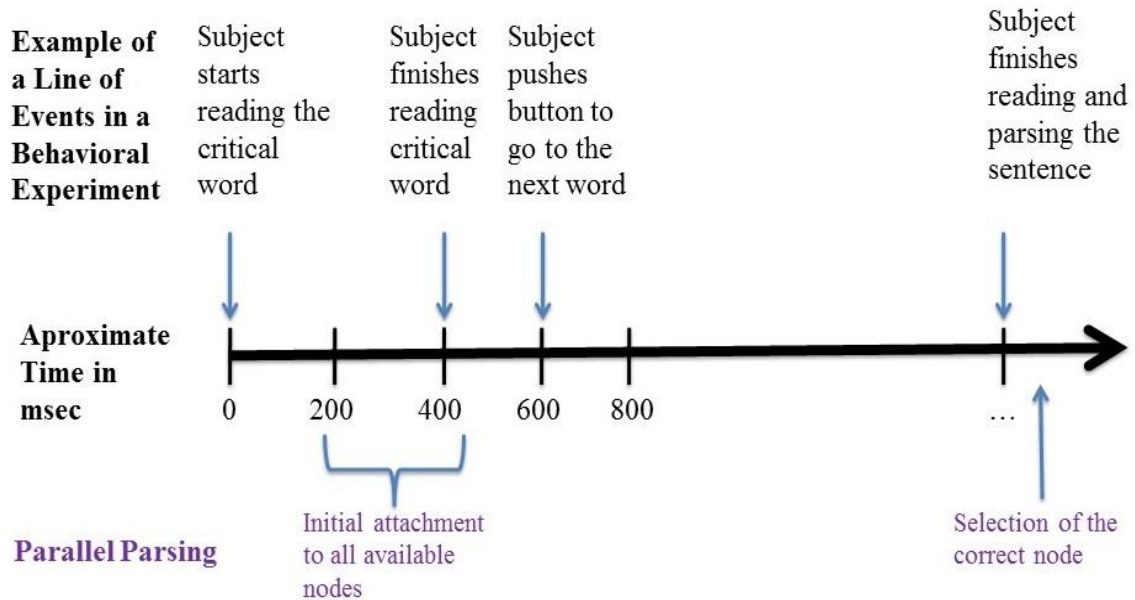 Example of
a Line of
Events in a
Behavioral
Experiment
Subject
starts
reading the
critical
word
Subject
finishes
reading
critical
word
Subject
pushes
button to
go to the
next word
Subject
finishes
reading and
parsing the
sentence
Aproximate
Time in
msec
0
200
400
600
800
...
Parallel Parsing
Initial attachment
to all available
nodes
Selection of the
correct node